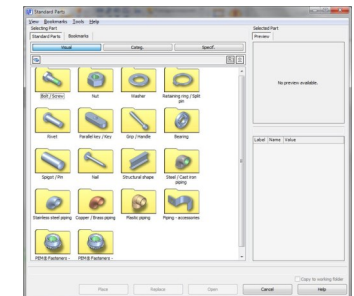 Standard Parts
View Bookmarks Tools Help
Selecting Part
Selected Part
Standard Parts Bookmarks
Preview
Visual Categ. Specif.
No preview available.
Bolt / Screw Nut Washer Retaining ring / Split pin
Rivet Parallel key / Key Grip / Handle Bearing
Label Name Value
Spigot / Pin Nail Structural shape Steel / Cast iron piping
Stainless steel piping Copper / Brass piping Plastic piping Piping - accessories
PEM® Fasteners - PEM® Fasteners -
Copy to working folder
Place Replace Open Cancel Help